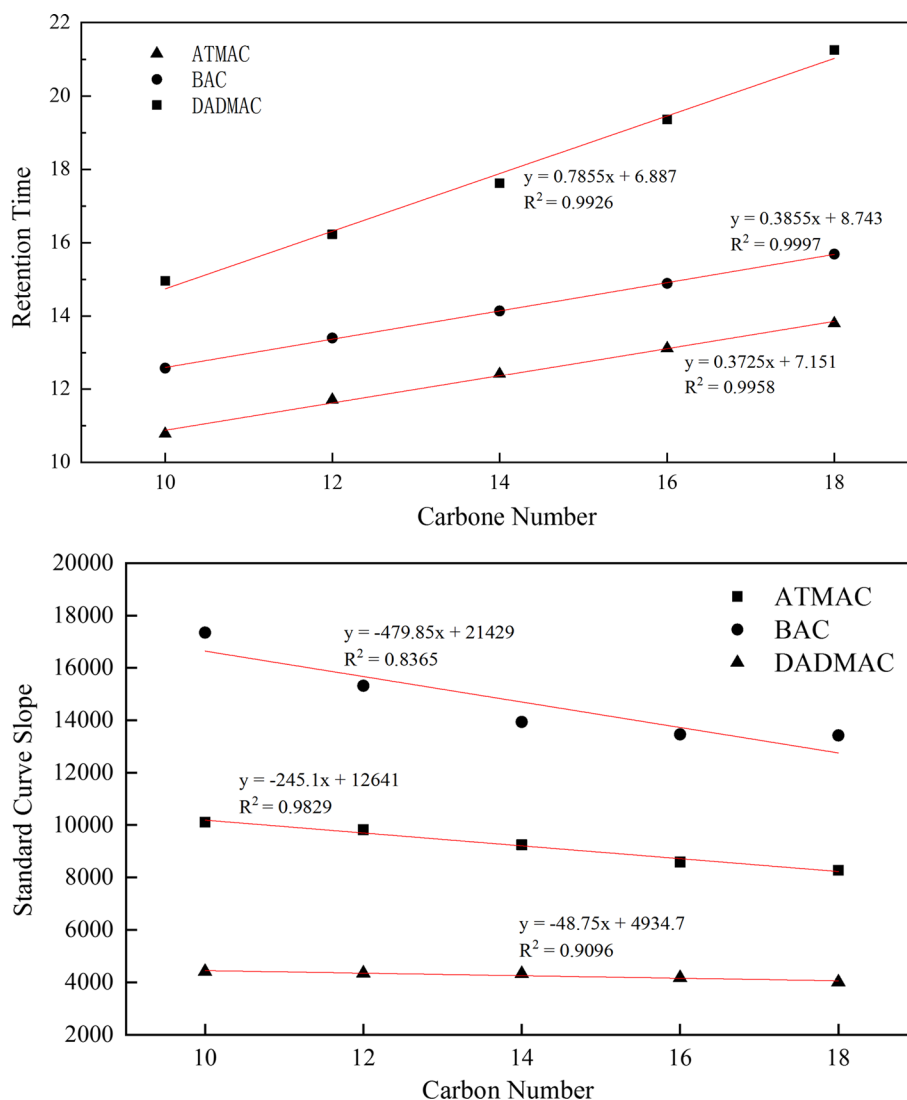 22
20
18
16
14
12
10
Retention Time
ATMAC
BAC
DADMAC
y = 0.7855x + 6.887
R² = 0.9926
y = 0.3855x + 8.743
R² = 0.9997
y = 0.3725x + 7.151
R² = 0.9958
10 12 14 16 18
Carbone Number
20000
18000
16000
14000
12000
10000
8000
6000
4000
2000
Standard Curve Slope
ATMAC
BAC
DADMAC
y = -479.85x + 21429
R² = 0.8365
y = -245.1x + 12641
R² = 0.9829
y = -48.75x + 4934.7
R² = 0.9096
10 12 14 16 18
Carbon Number